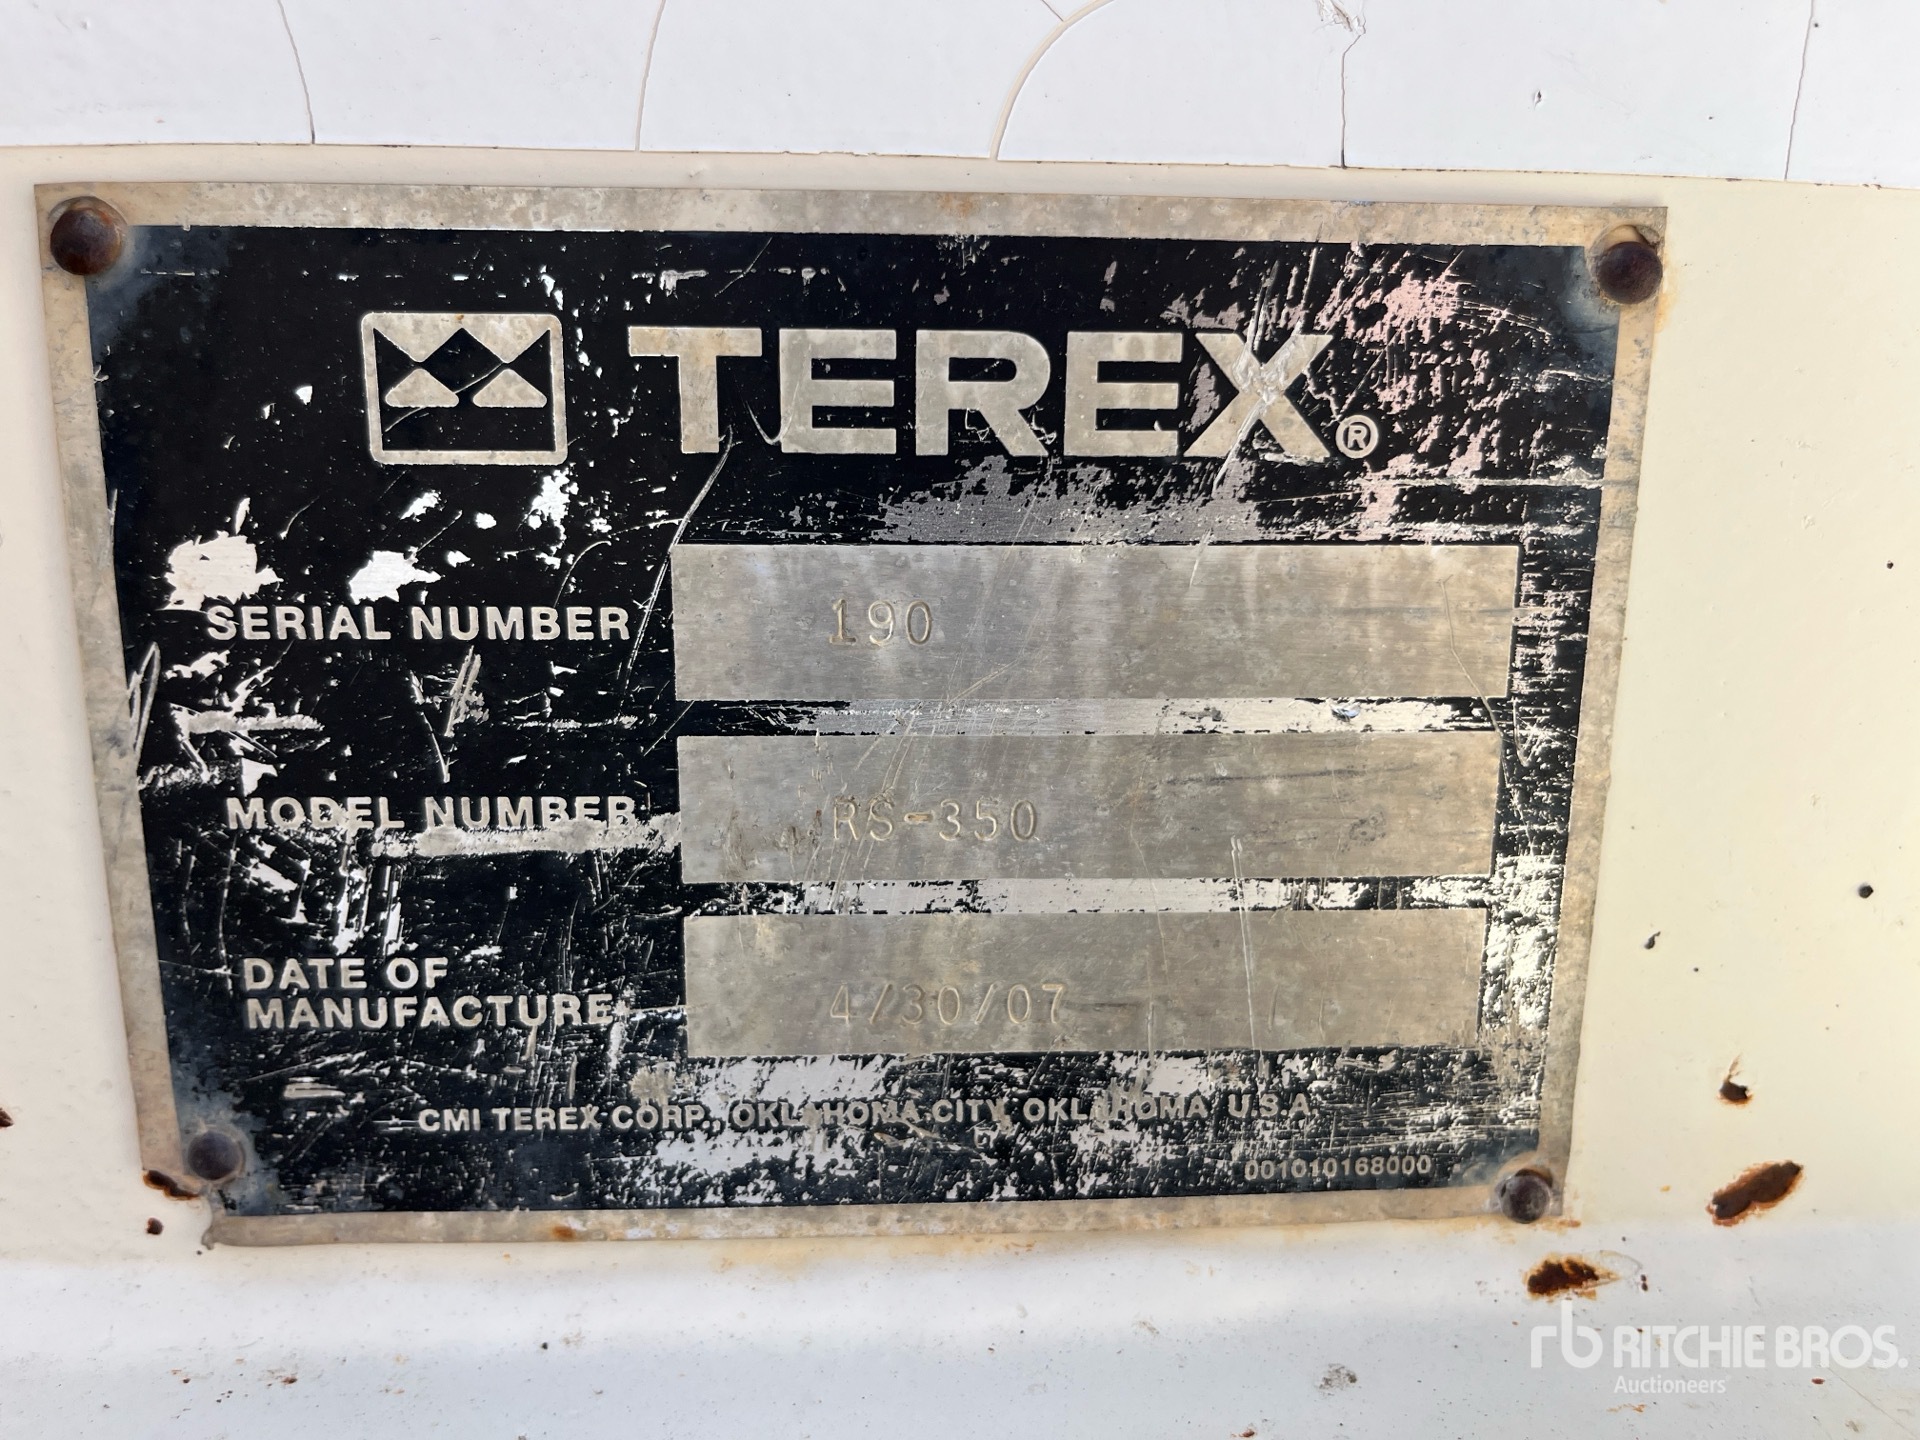 TEREX®
SERIAL NUMBER 190
MODEL NUMBER RS-350
DATE OF
MANUFACTURE 4/30/07
CMI TEREX CORP., OKLAHOMA CITY, OKLAHOMA U.S.A.
001010168000
rb RITCHIE BROS.
Auctioneers